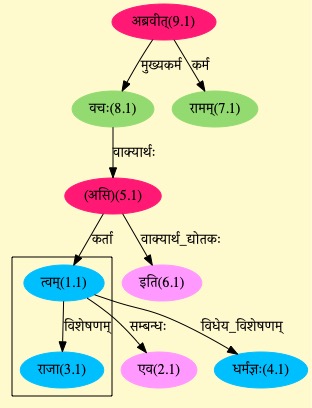 अब्रवीत्(9.1)
मुख्यकर्म कर्म
वचः(8.1) रामम्(7.1)
वाक्यार्थः
(असि)(5.1)
कर्ता वाक्यार्थ_द्योतकः
त्वम्(1.1) इति(6.1)
विशेषणम् सम्बन्धः विधेय_विशेषणम्
राजा(3.1) एव(2.1) धर्मज्ञः(4.1)